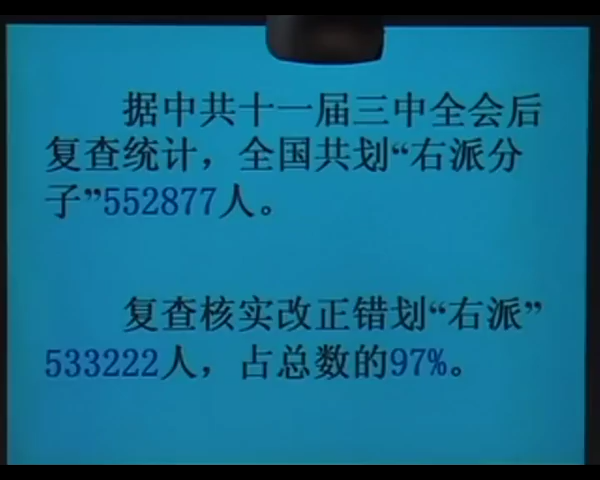 据中共十一届三中全会后
复查统计，全国共划“右派分
子”552877人。
复查核实改正错划“右派”
533222人，占总数的97%。